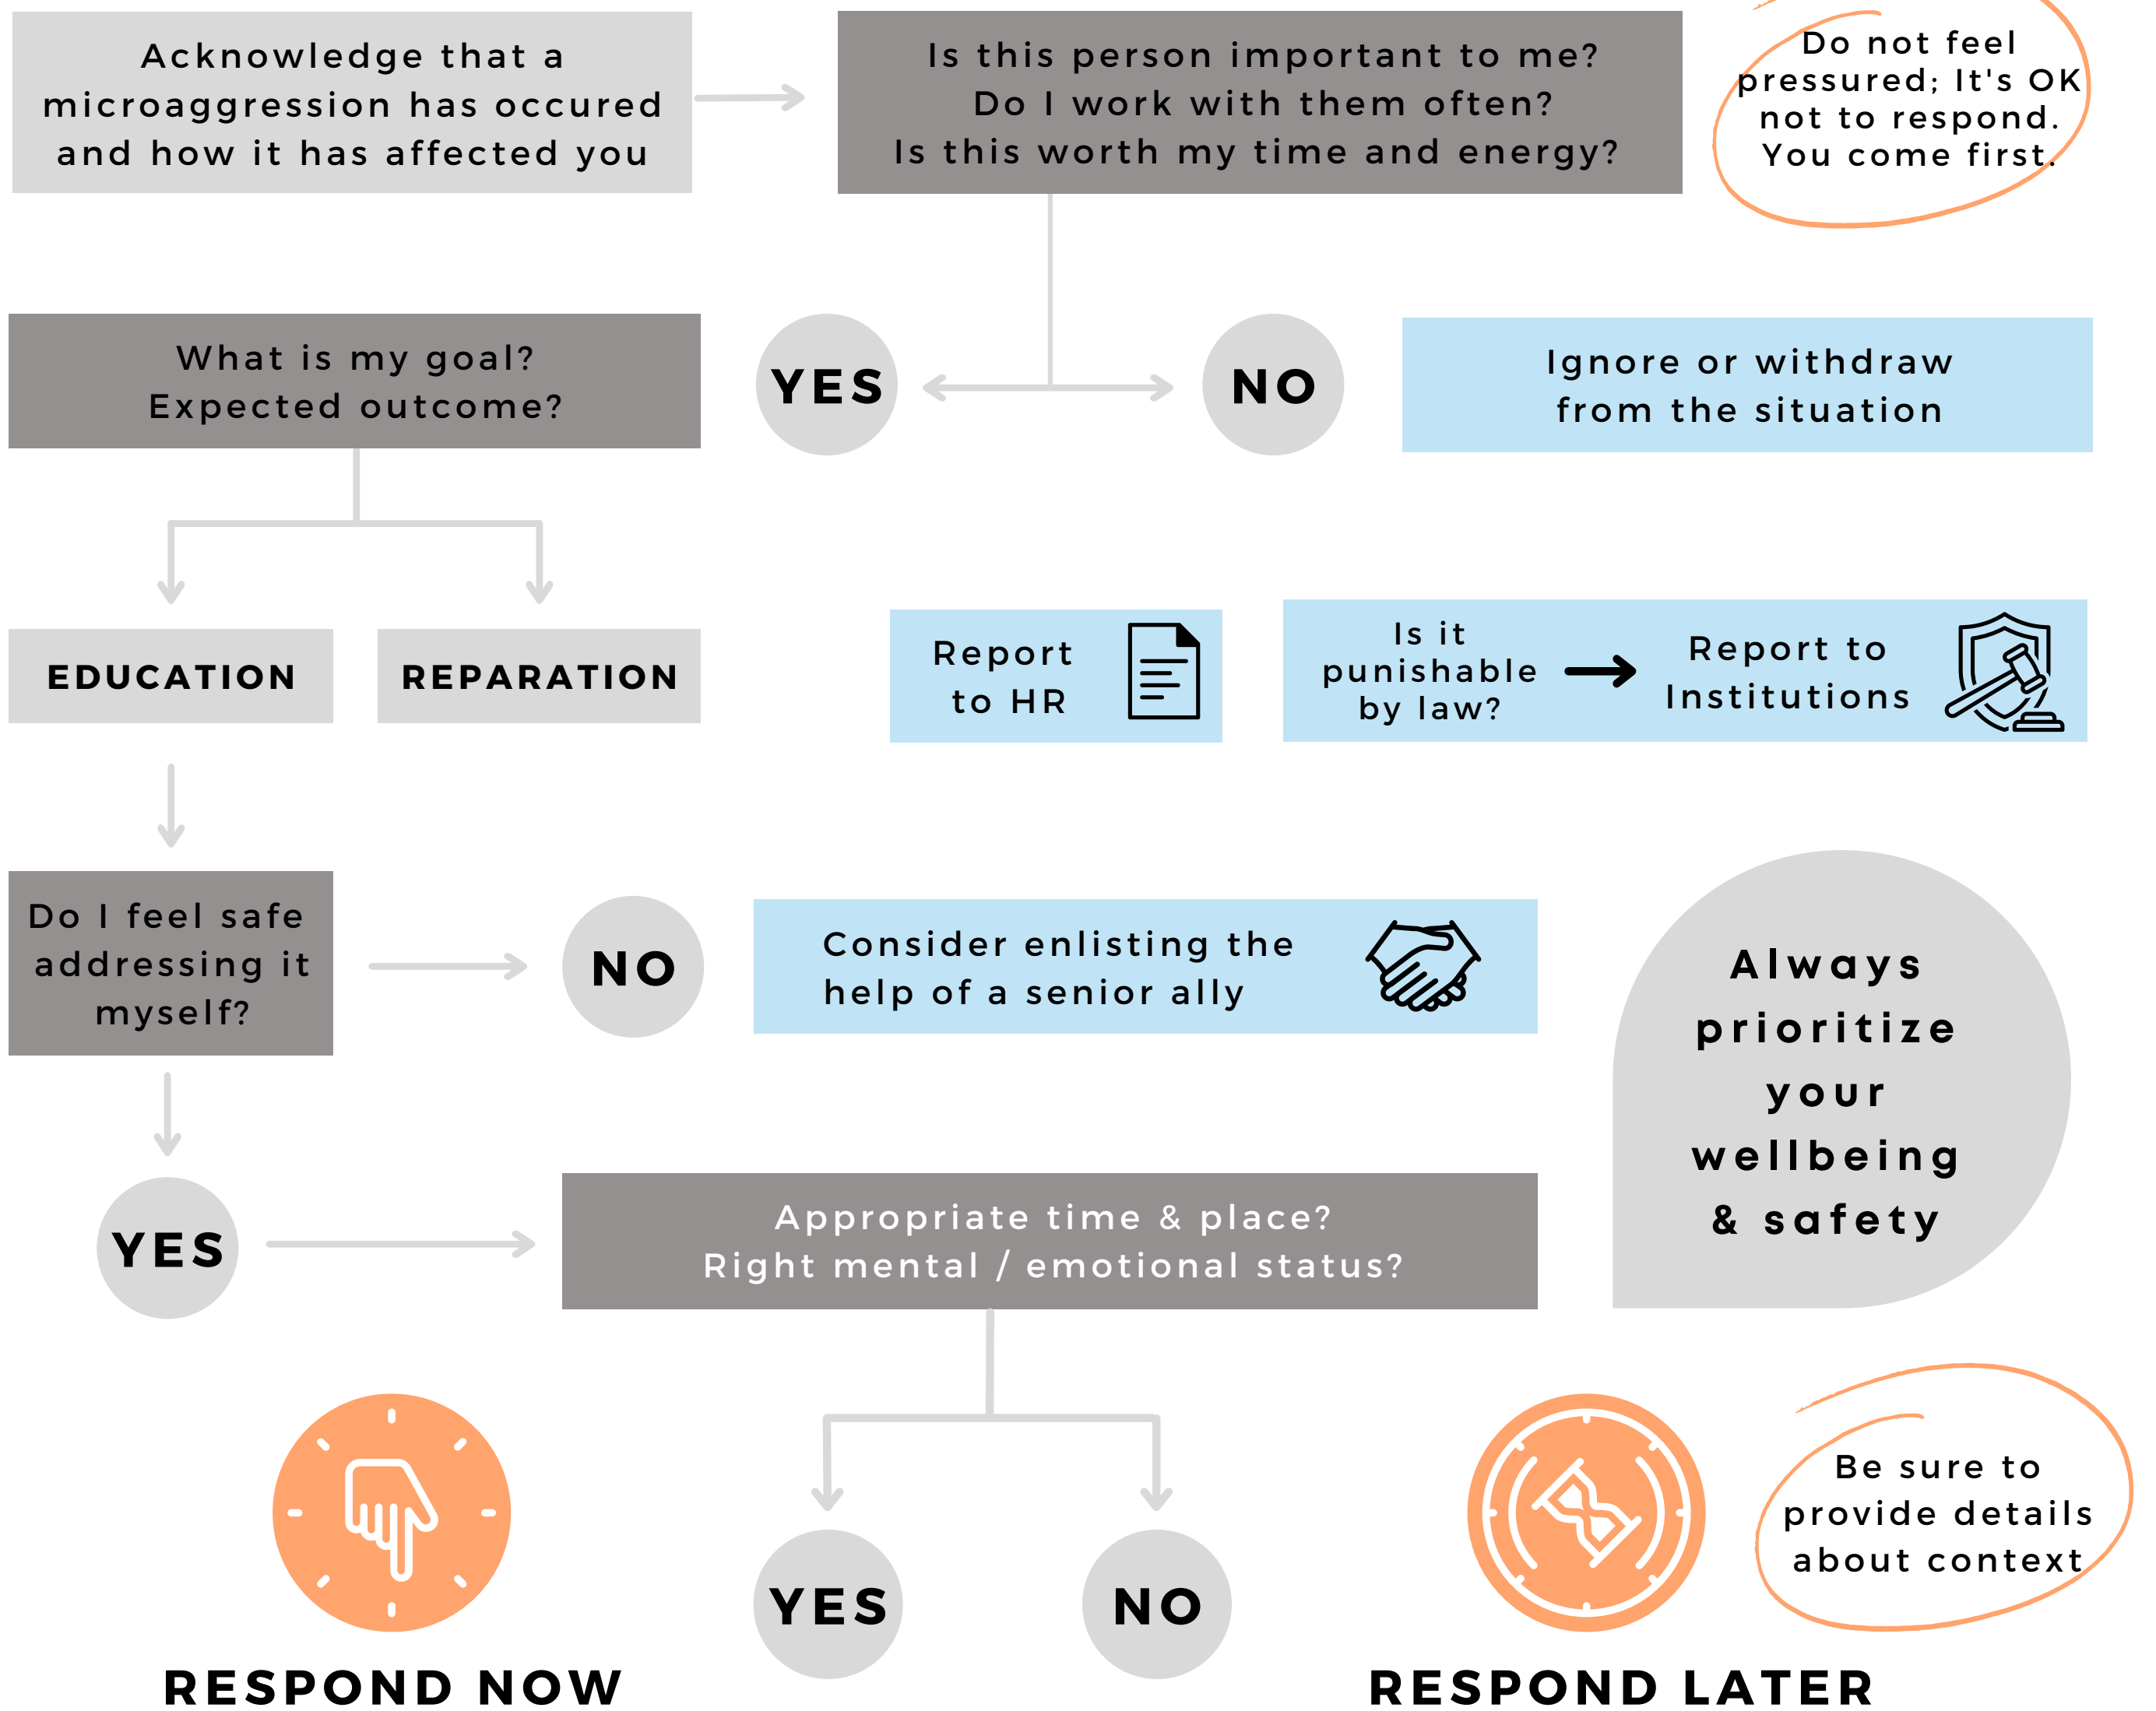 Acknowledge that a
microaggression has occured
and how it has affected you
Is this person important to me?
Do I work with them often?
Is this worth my time and energy?
Do not feel
pressured; It's OK
not to respond.
You come first.
What is my goal?
Expected outcome?
YES
NO
Ignore or withdraw
from the situation
EDUCATION
REPARATION
Report
to HR
Is it
punishable
by law?
Report to
Institutions
Do I feel safe
addressing it
myself?
NO
Consider enlisting the
help of a senior ally
Always
prioritize
your
wellbeing
& safety
YES
Appropriate time & place?
Right mental / emotional status?
RESPOND NOW
YES
NO
RESPOND LATER
Be sure to
provide details
about context